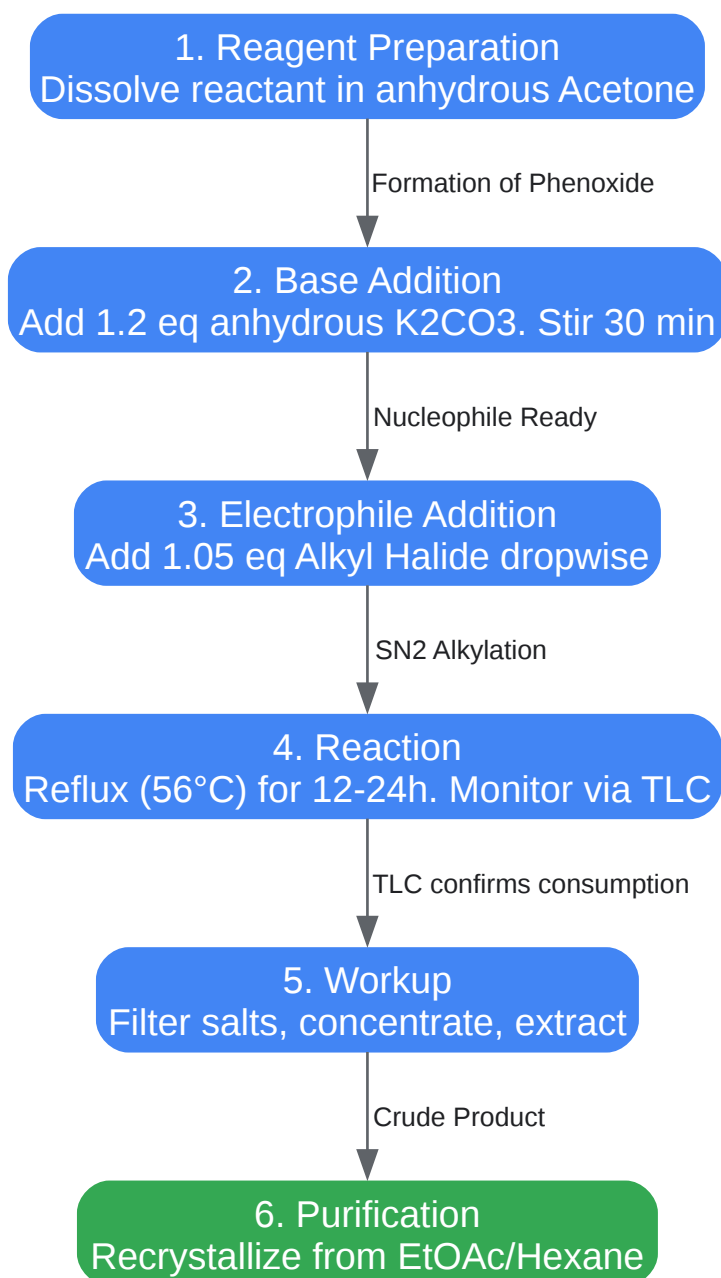 1. Reagent Preparation
Dissolve reactant in anhydrous Acetone
Formation of Phenoxide
2. Base Addition
Add 1.2 eq anhydrous K2CO3. Stir 30 min
Nucleophile Ready
3. Electrophile Addition
Add 1.05 eq Alkyl Halide dropwise
SN2 Alkylation
4. Reaction
Reflux (56°C) for 12-24h. Monitor via TLC
TLC confirms consumption
5. Workup
Filter salts, concentrate, extract
Crude Product
6. Purification
Recrystallize from EtOAc/Hexane